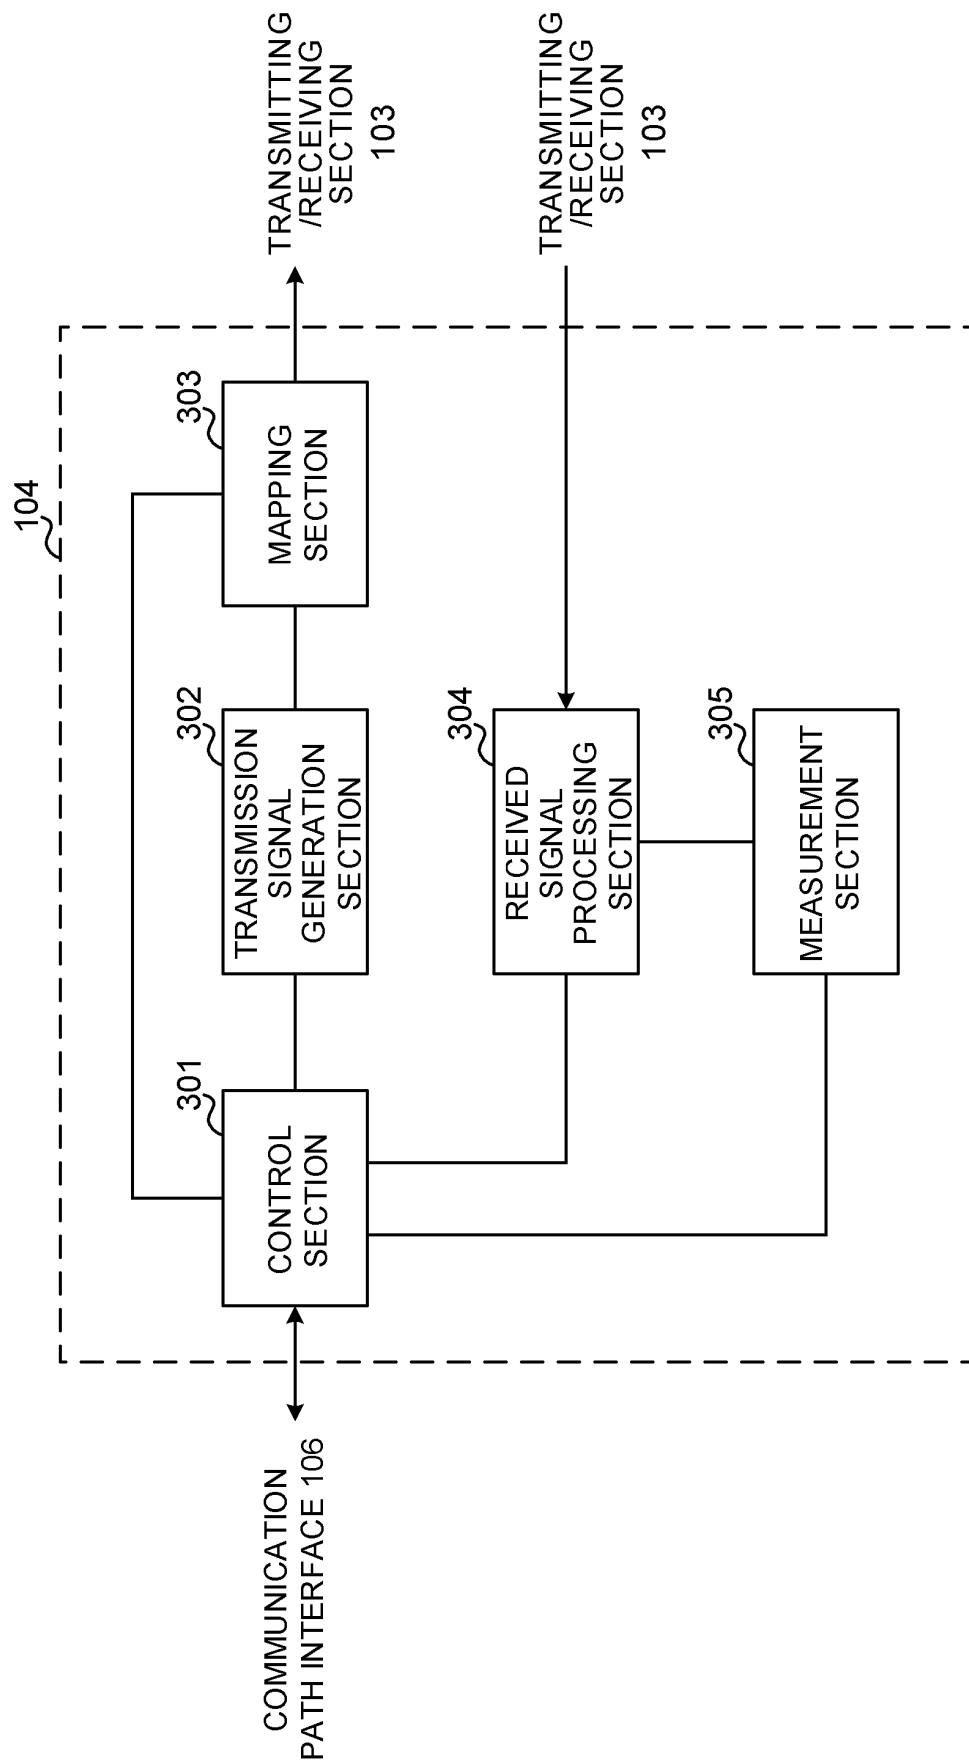 104
COMMUNICATION
PATH INTERFACE 106
301
CONTROL
SECTION
302
TRANSMISSION
SIGNAL
GENERATION
SECTION
303
MAPPING
SECTION
TRANSMITTING
/RECEIVING
SECTION
103
304
RECEIVED
SIGNAL
PROCESSING
SECTION
TRANSMITTING
/RECEIVING
SECTION
103
305
MEASUREMENT
SECTION